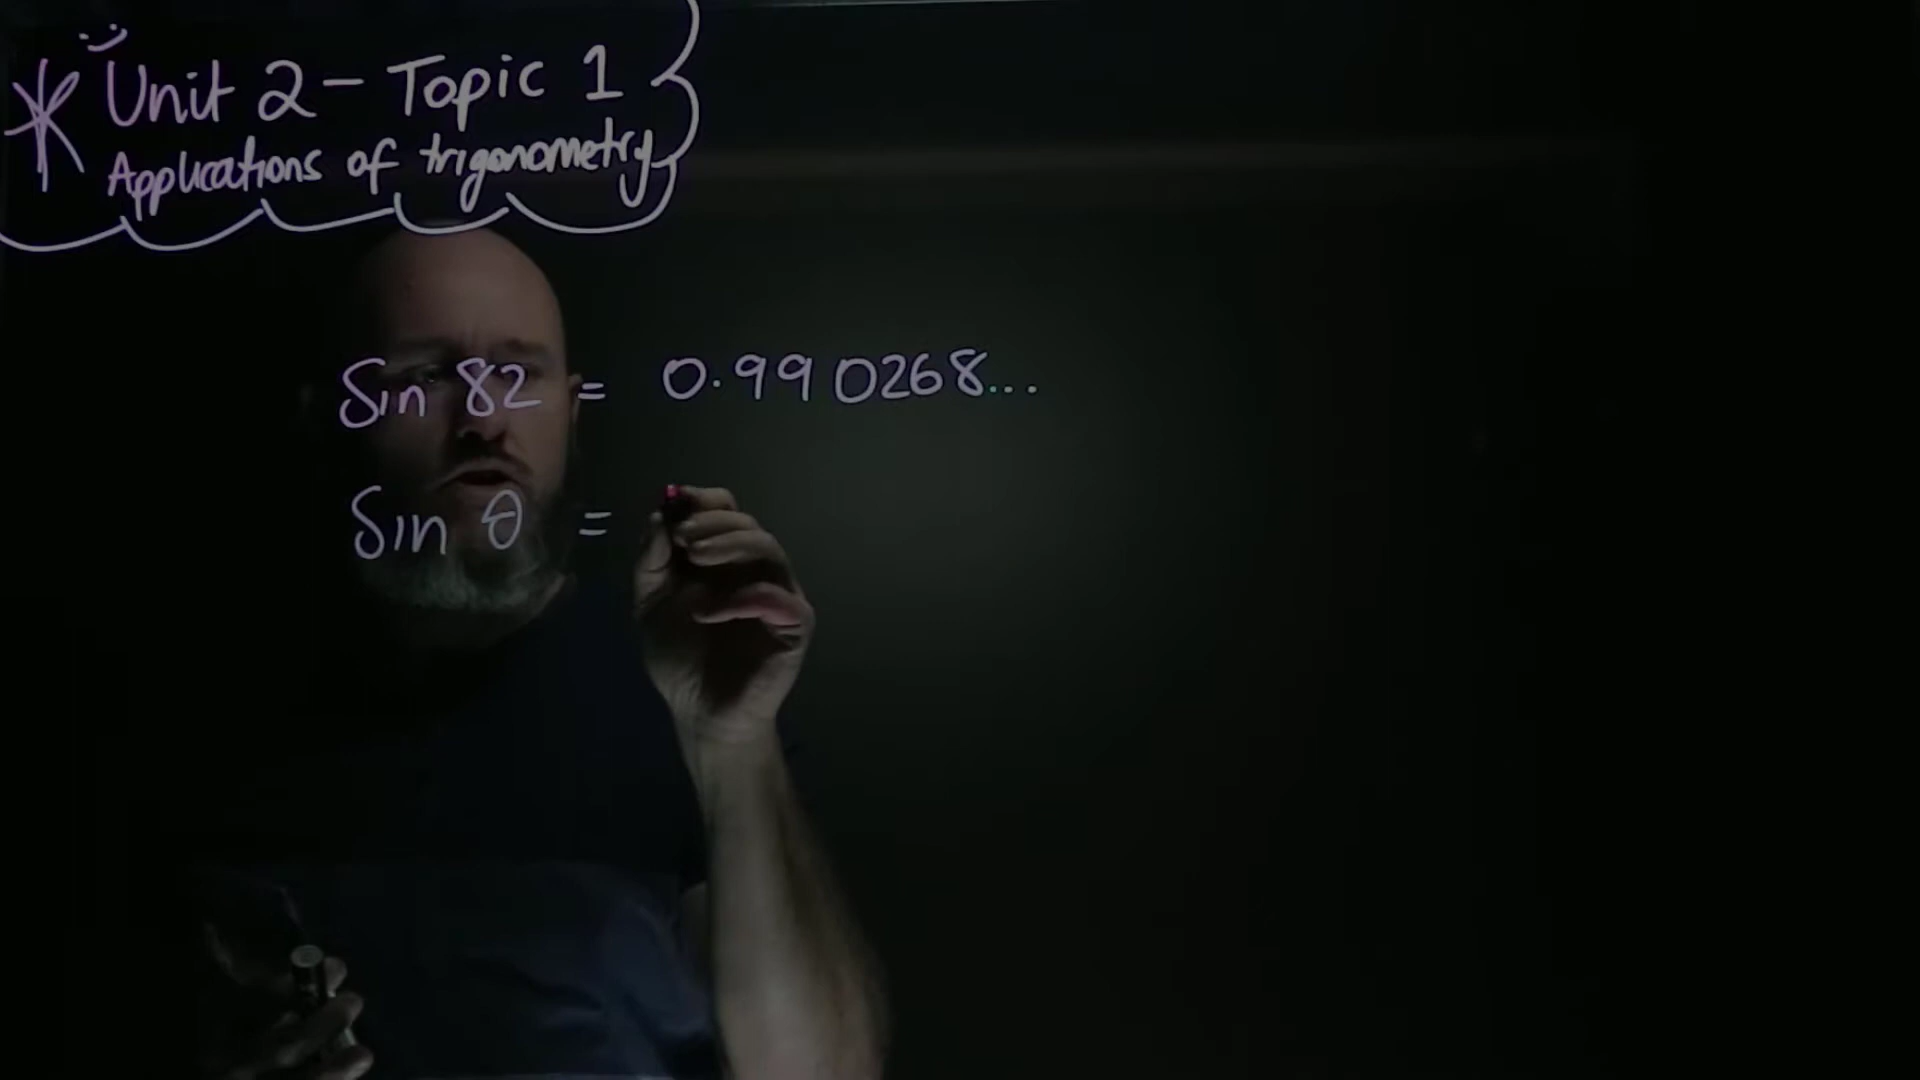 * Unit 2 - Topic 1
Applications of trigonometry
Sin 82 = 0.990268...
Sin θ =